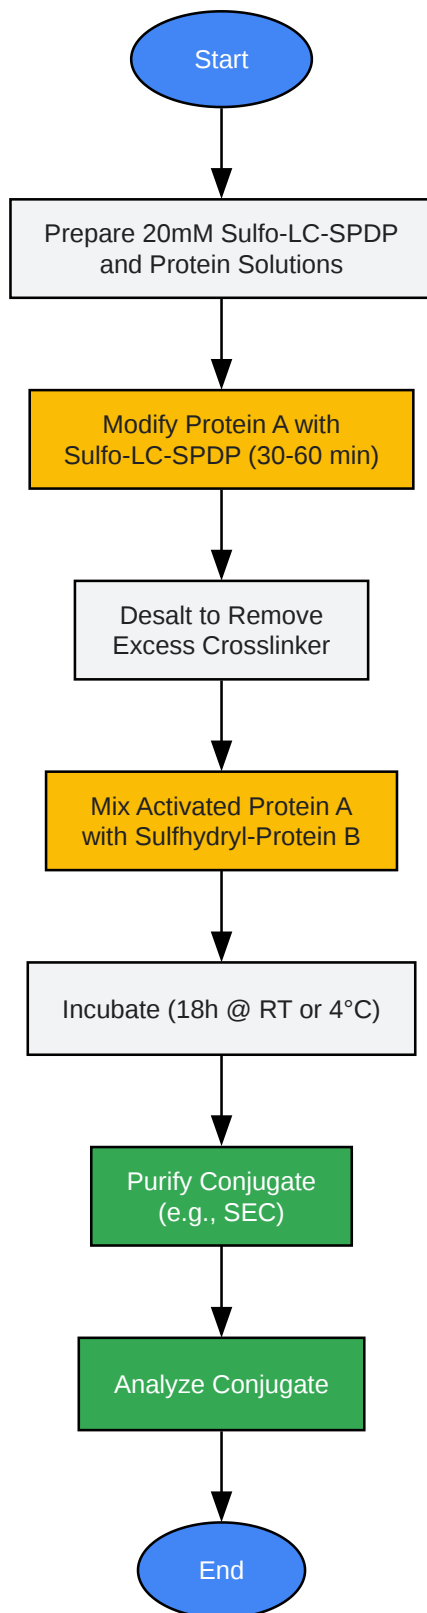 Start
Prepare 20mM Sulfo-LC-SPDP
and Protein Solutions
Modify Protein A with
Sulfo-LC-SPDP (30-60 min)
Desalt to Remove
Excess Crosslinker
Mix Activated Protein A
with Sulfhydryl-Protein B
Incubate (18h @ RT or 4°C)
Purify Conjugate
(e.g., SEC)
Analyze Conjugate
End